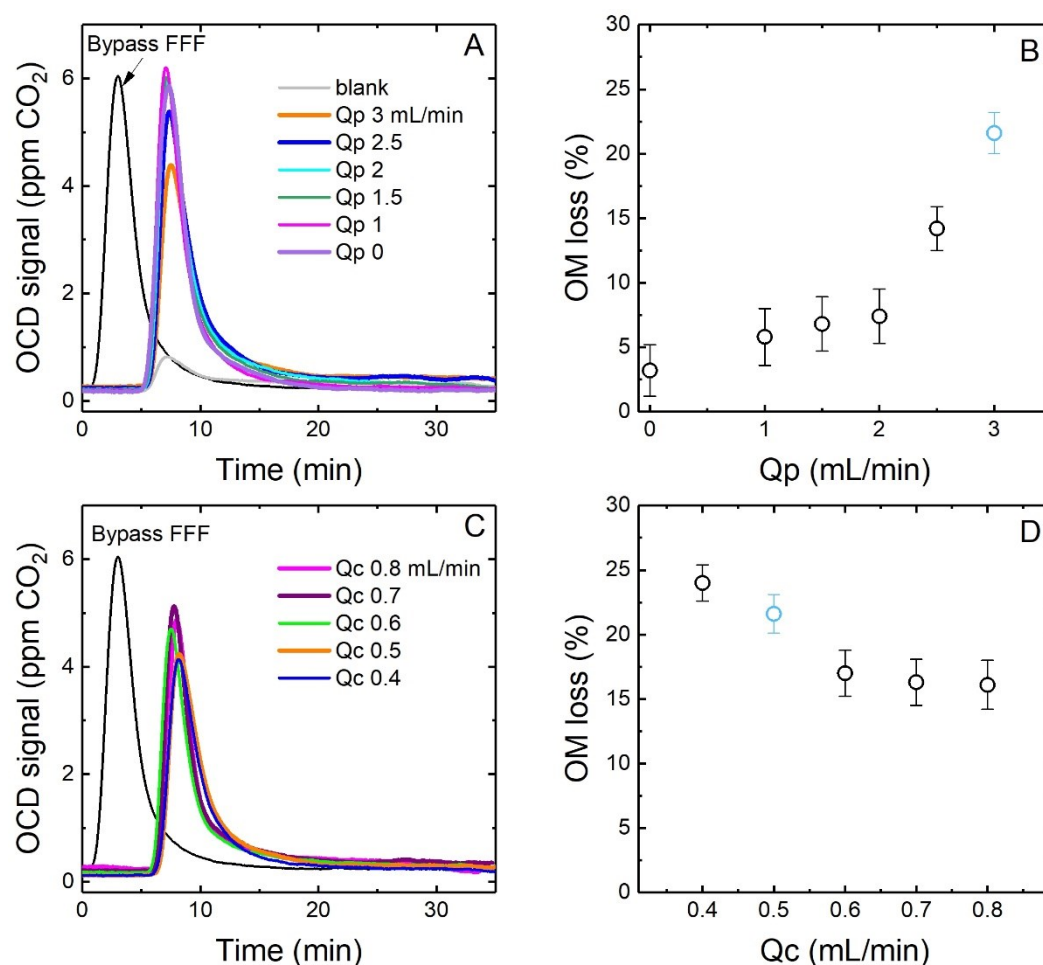 A
Bypass FFF
blank
Qp 3 mL/min
Qp 2.5
Qp 2
Qp 1.5
Qp 1
Qp 0
OCD signal (ppm CO₂)
6
4
2
0
0 10 20 30
Time (min)
B
OM loss (%)
30
25
20
15
10
5
0
0 1 2 3
Qp (mL/min)
C
Bypass FFF
Qc 0.8 mL/min
Qc 0.7
Qc 0.6
Qc 0.5
Qc 0.4
OCD signal (ppm CO₂)
6
4
2
0
0 10 20 30
Time (min)
D
OM loss (%)
30
25
20
15
10
5
0
0.4 0.5 0.6 0.7 0.8
Qc (mL/min)